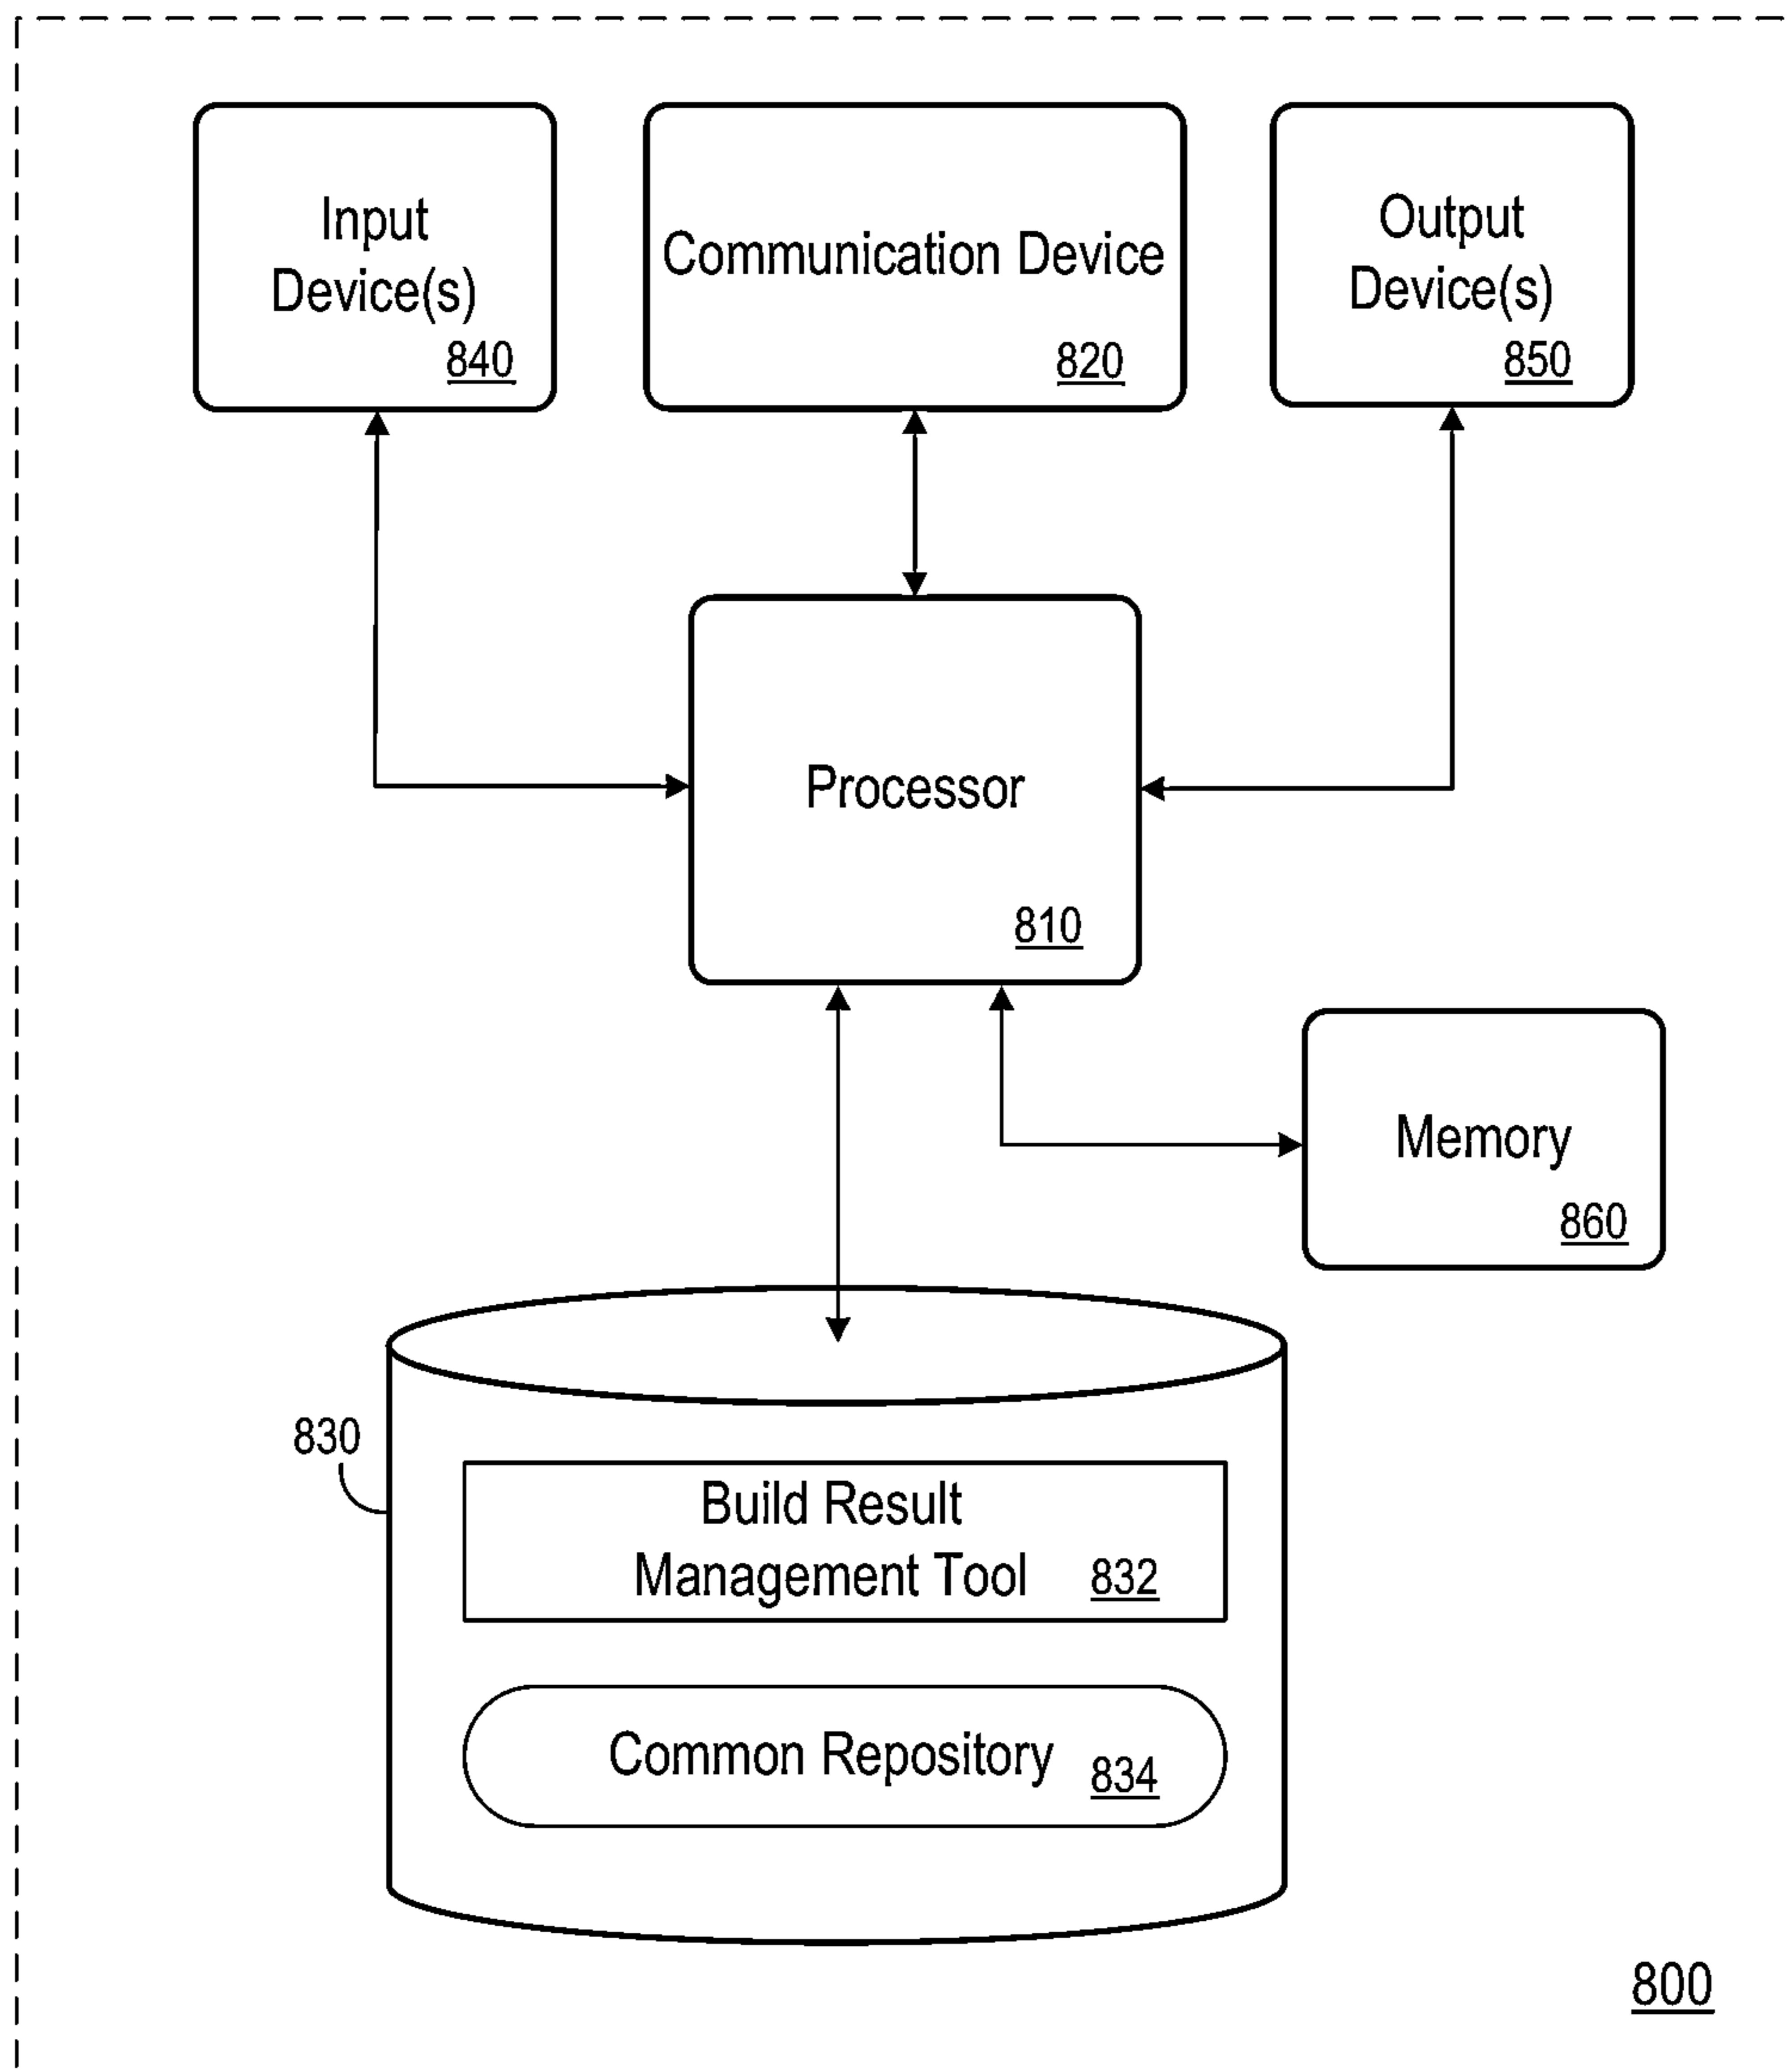 Input
Device(s)
840
Communication Device
820
Output
Device(s)
850
Processor
810
Memory
860
830
Build Result
Management Tool 832
Common Repository 834
800